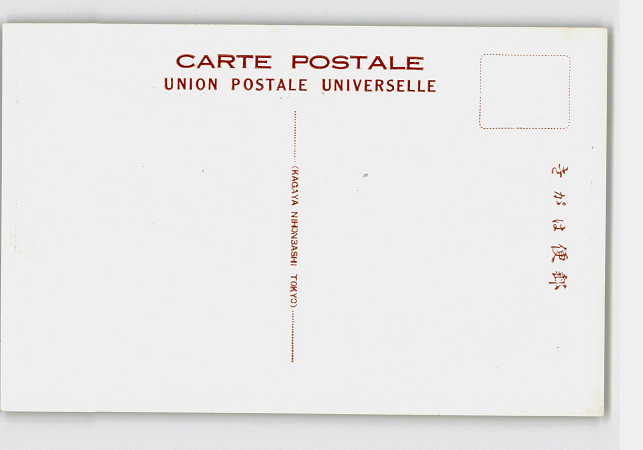 CARTE POSTALE
UNION POSTALE UNIVERSELLE
(KAGAYA NIHONBASHI TOKYO)
郵便はがき